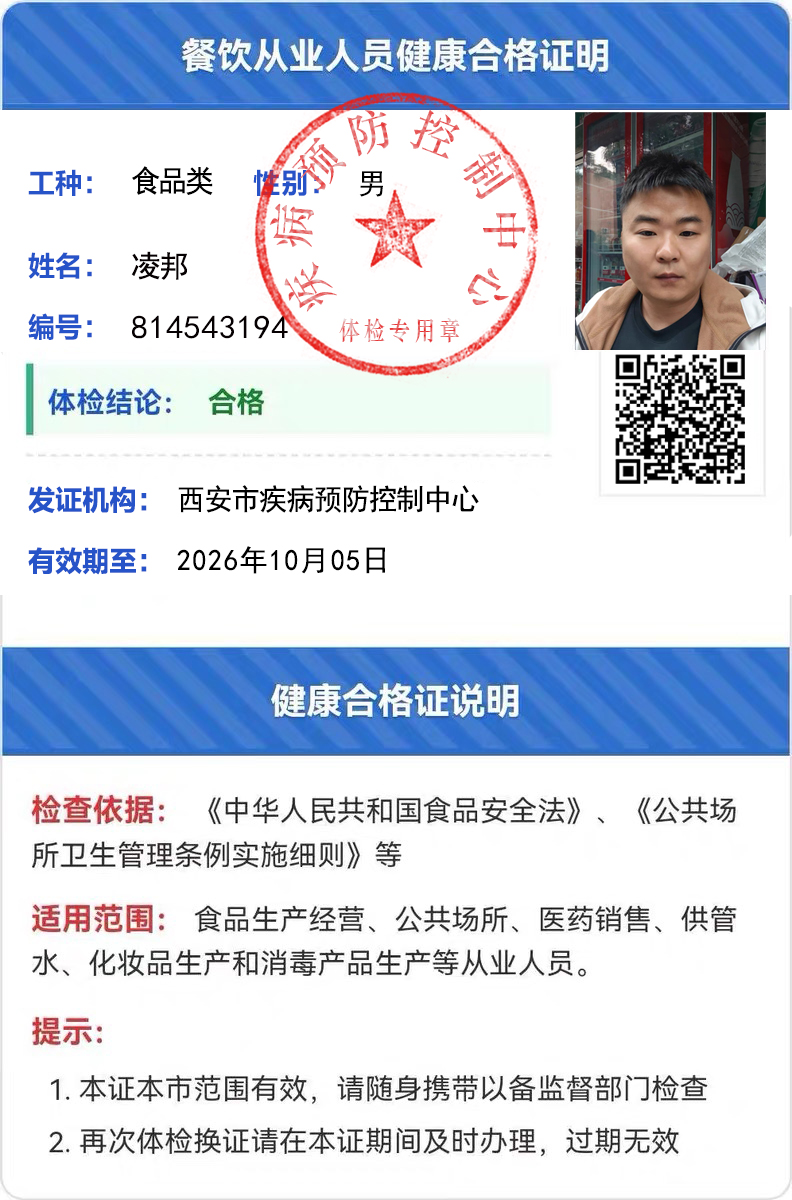 餐饮从业人员健康合格证明
工种： 食品类 性别： 男
姓名： 凌邦
编号： 814543194
疾病预防控制中心
体检专用章
体检结论： 合格
发证机构： 西安市疾病预防控制中心
有效期至： 2026年10月05日
健康合格证说明
检查依据： 《中华人民共和国食品安全法》、《公共场
所卫生管理条例实施细则》等
适用范围： 食品生产经营、公共场所、医药销售、供管
水、化妆品生产和消毒产品生产等从业人员。
提示：
1. 本证本市范围有效，请随身携带以备监督部门检查
2. 再次体检换证请在本证期间及时办理，过期无效